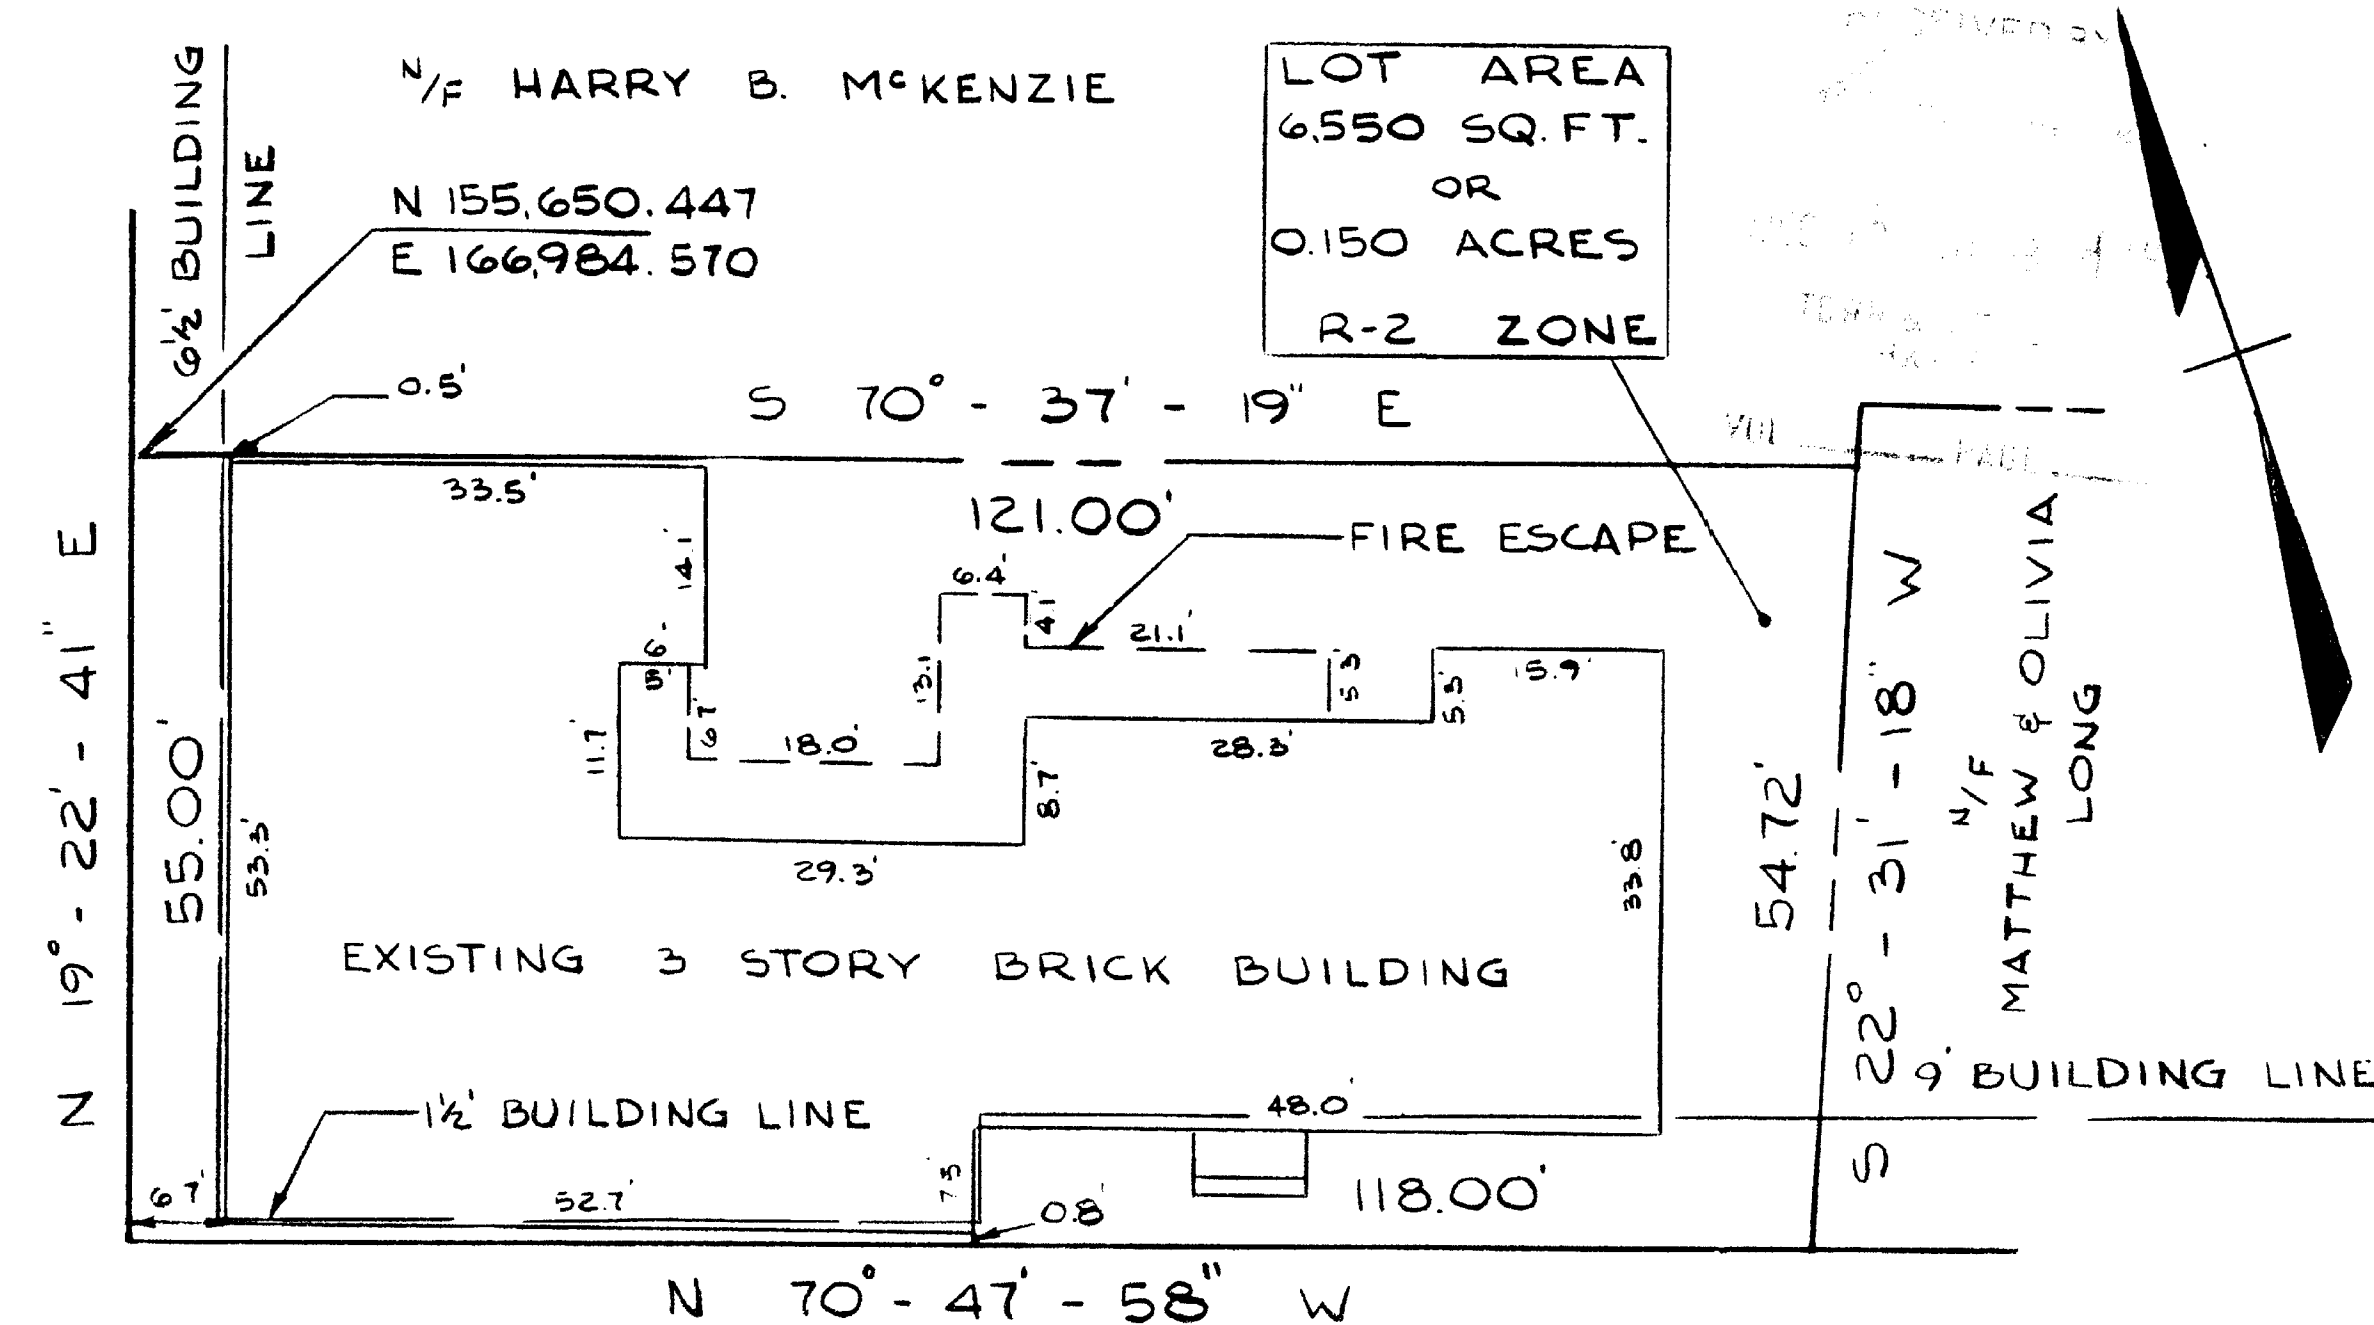 6½' BUILDING
LINE
N/F HARRY B. McKENZIE
N 155,650.447
E 166,984.570
LOT AREA
6,550 SQ. FT.
OR
0.150 ACRES
R-2 ZONE
0.5'
S 70° - 37' - 19" E
33.5'
121.00'
FIRE ESCAPE
14.1'
6.4'
4.1'
21.1'
5.6
6.7'
13.1
5.3
5.3'
15.9'
11.7'
18.0'
8.7'
28.3'
29.3'
N 19° - 22' - 41" E
55.00'
53.3'
33.8'
54.72'
S 22° - 31' - 18" W
N/F
MATTHEW & OLIVIA
LONG
EXISTING 3 STORY BRICK BUILDING
9' BUILDING LINE
1½' BUILDING LINE
48.0'
6.7'
52.7'
7.5
0.8'
118.00'
N 70° - 47' - 58" W